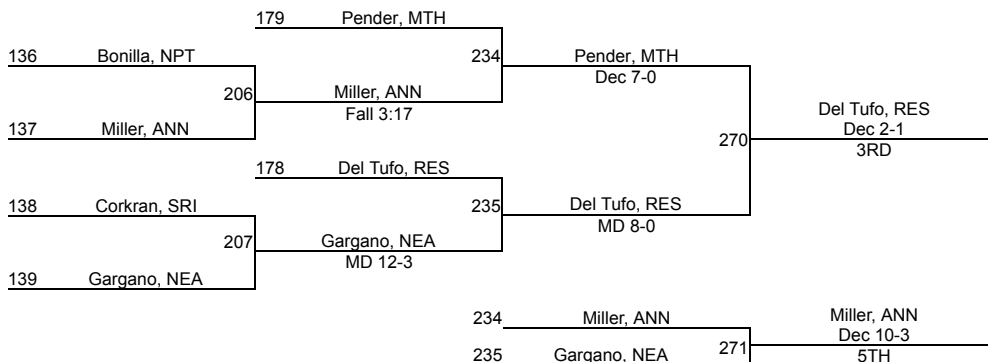 179 Pender, MTH
136 Bonilla, NPT
234
Pender, MTH
Dec 7-0
206
Miller, ANN
Fall 3:17
137 Miller, ANN
Del Tufo, RES
Dec 2-1
3RD
270
178 Del Tufo, RES
138 Corkran, SRI
235
Del Tufo, RES
MD 8-0
207
Gargano, NEA
MD 12-3
139 Gargano, NEA
234 Miller, ANN
271
Miller, ANN
Dec 10-3
5TH
235 Gargano, NEA